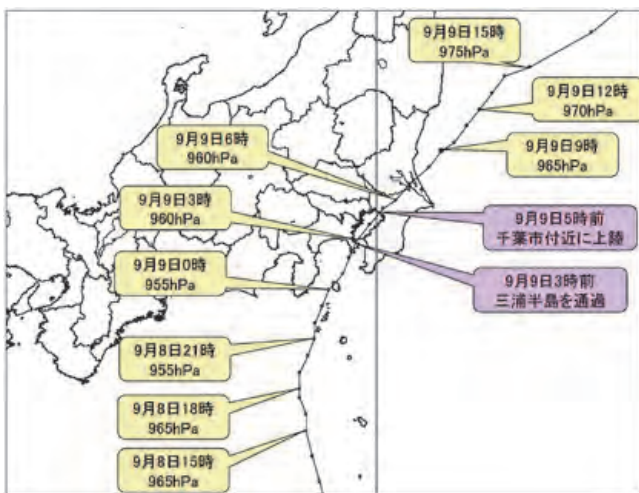 9月9日15時
975hPa
9月9日12時
970hPa
9月9日6時
960hPa
9月9日9時
965hPa
9月9日3時
960hPa
9月9日5時前
千葉市付近に上陸
9月9日0時
955hPa
9月9日3時前
三浦半島を通過
9月8日21時
955hPa
9月8日18時
965hPa
9月8日15時
965hPa